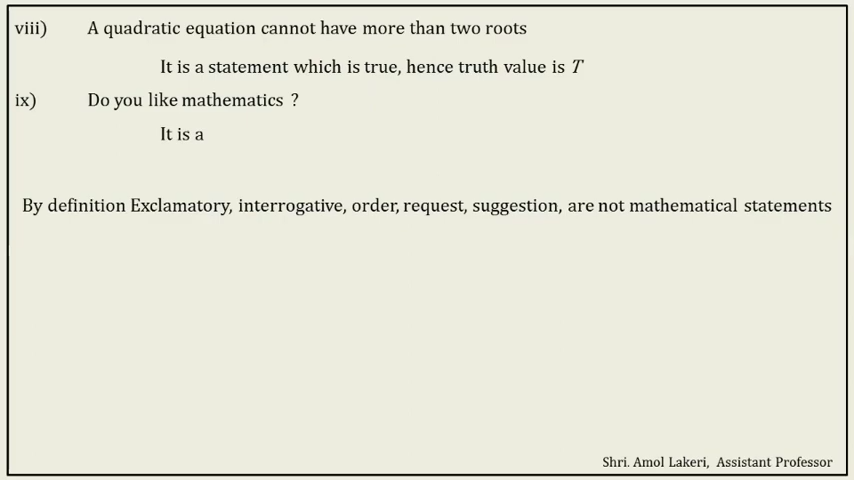 viii) A quadratic equation cannot have more than two roots
It is a statement which is true, hence truth value is T
ix) Do you like mathematics ?
It is a
By definition Exclamatory, interrogative, order, request, suggestion, are not mathematical statements
Shri. Amol Lakeri, Assistant Professor